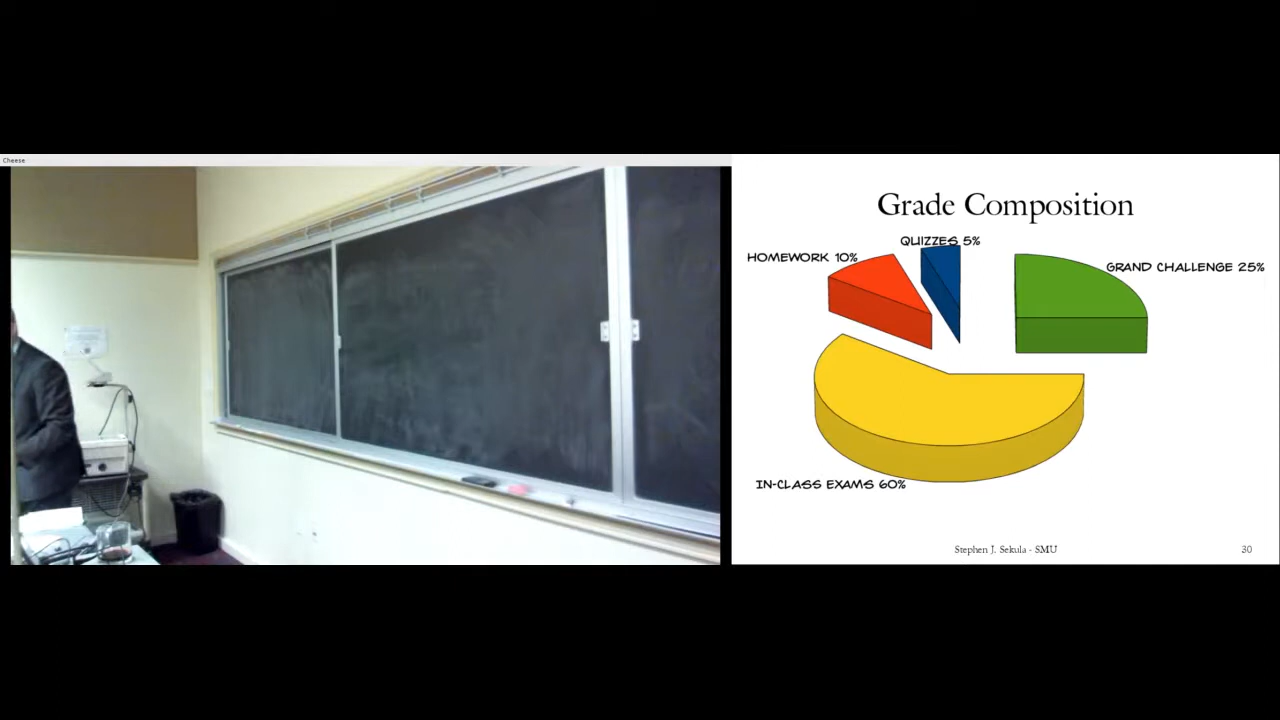 Cheese
Grade Composition
QUIZZES 5%
HOMEWORK 10%
GRAND CHALLENGE 25%
IN-CLASS EXAMS 60%
Stephen J. Sekula - SMU
30